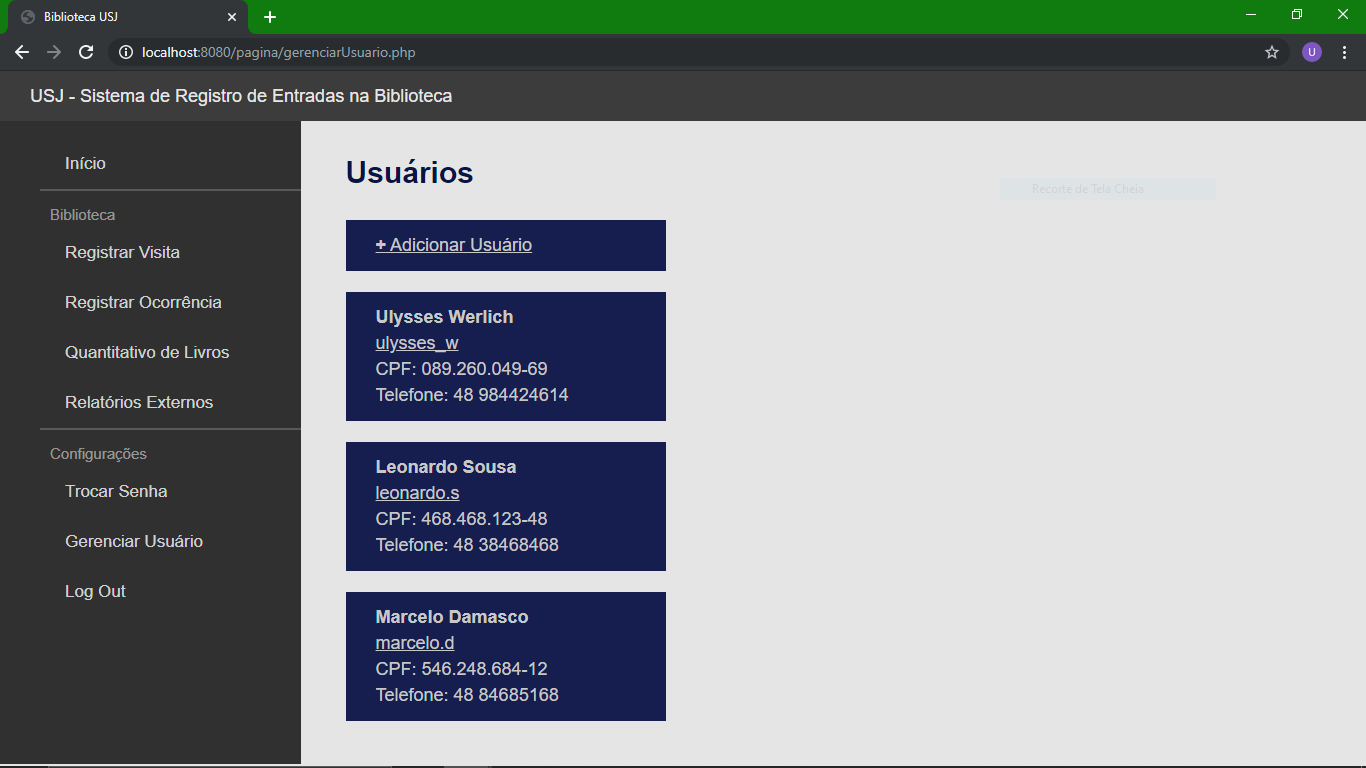 Biblioteca USJ
localhost:8080/pagina/gerenciarUsuario.php
U
USJ - Sistema de Registro de Entradas na Biblioteca
Início
Biblioteca
Registrar Visita
Registrar Ocorrência
Quantitativo de Livros
Relatórios Externos
Configurações
Trocar Senha
Gerenciar Usuário
Log Out
Usuários
Recorte de Tela Cheia
+ Adicionar Usuário
Ulysses Werlich
ulysses_w
CPF: 089.260.049-69
Telefone: 48 984424614
Leonardo Sousa
leonardo.s
CPF: 468.468.123-48
Telefone: 48 38468468
Marcelo Damasco
marcelo.d
CPF: 546.248.684-12
Telefone: 48 84685168